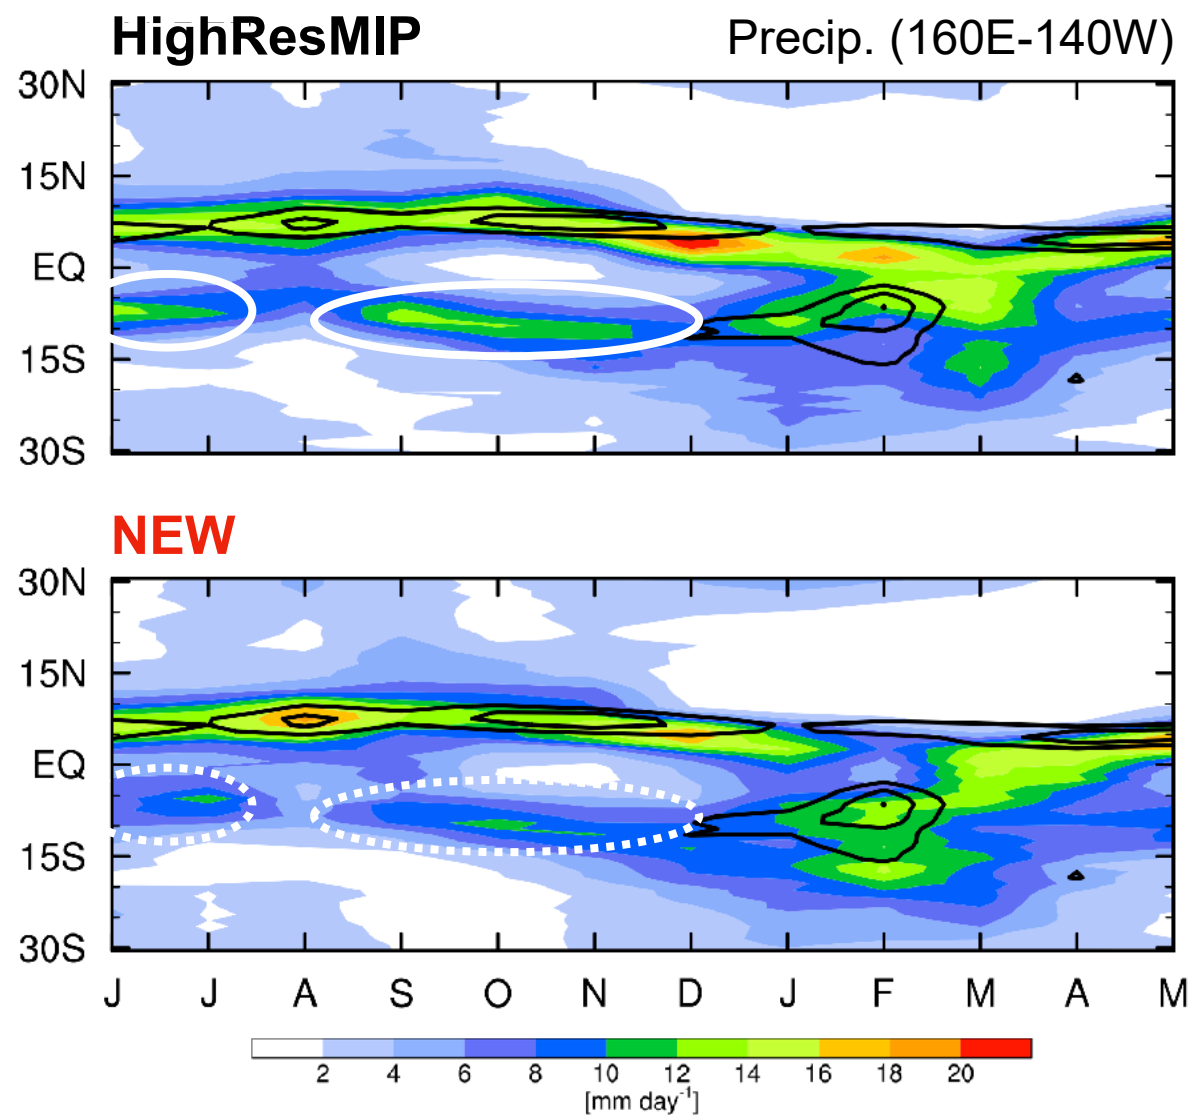 HighResMIP Precip. (160E-140W)
30N
15N
EQ
15S
30S
NEW
30N
15N
EQ
15S
30S
J J A S O N D J F M A M
2 4 6 8 10 12 14 16 18 20
[mm day⁻¹]